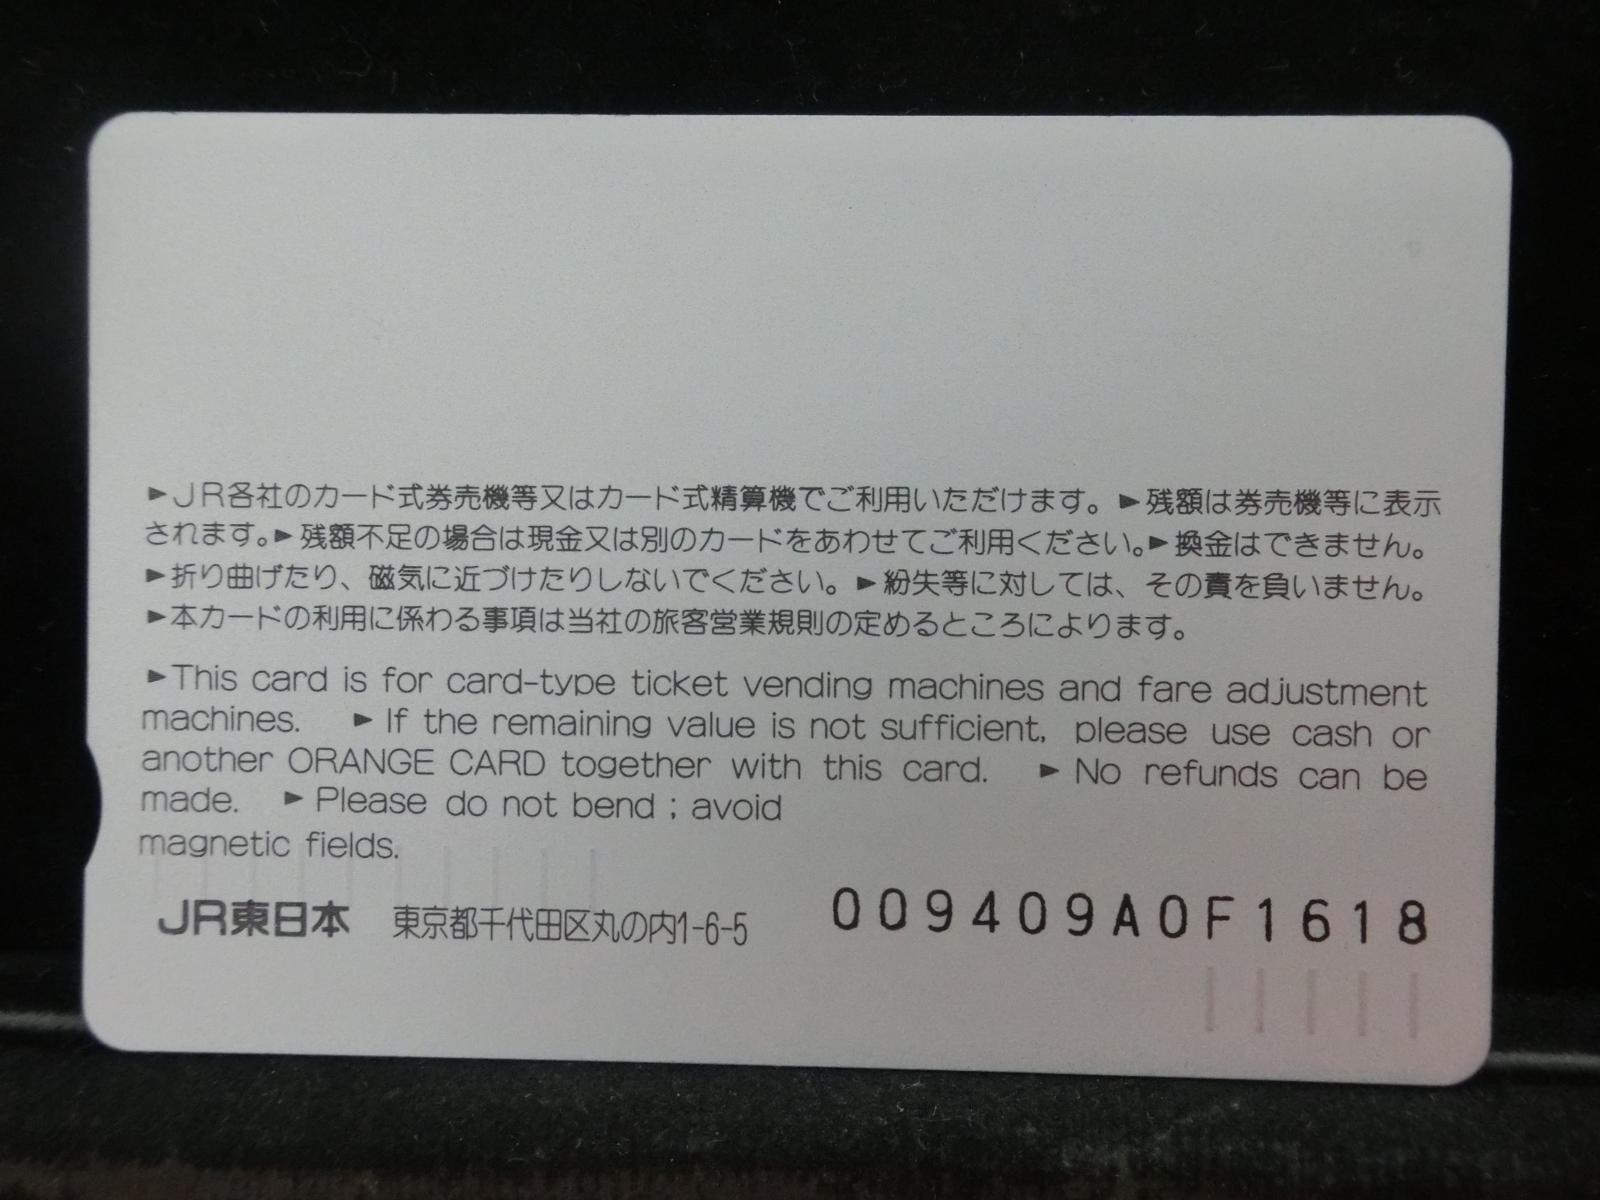 ►JR各社のカード式券売機等又はカード式精算機でご利用いただけます。►残額は券売機等に表示
されます。►残額不足の場合は現金又は別のカードをあわせてご利用ください。►換金はできません。
►折り曲げたり、磁気に近づけたりしないでください。►紛失等に対しては、その責を負いません。
►本カードの利用に係わる事項は当社の旅客営業規則の定めるところによります。
►This card is for card-type ticket vending machines and fare adjustment
machines. ►If the remaining value is not sufficient, please use cash or
another ORANGE CARD together with this card. ►No refunds can be
made. ►Please do not bend ; avoid
magnetic fields.
JR東日本 東京都千代田区丸の内1-6-5 009409A0F1618